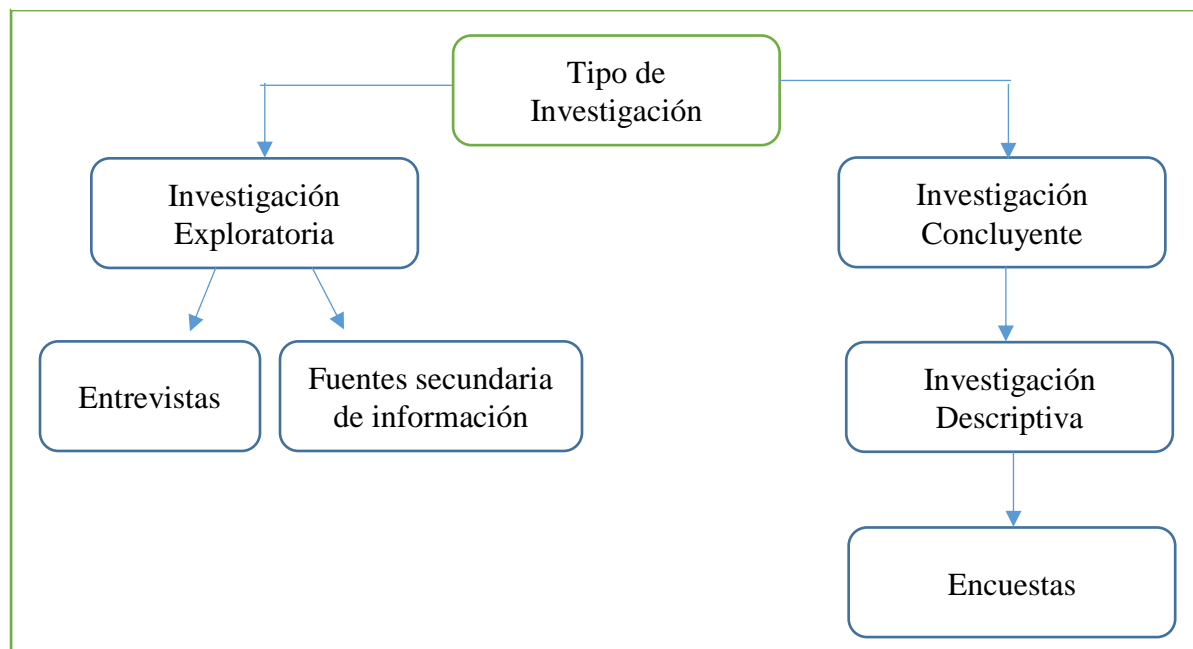 Tipo de
Investigación
Investigación
Exploratoria
Investigación
Concluyente
Entrevistas
Fuentes secundaria
de información
Investigación
Descriptiva
Encuestas